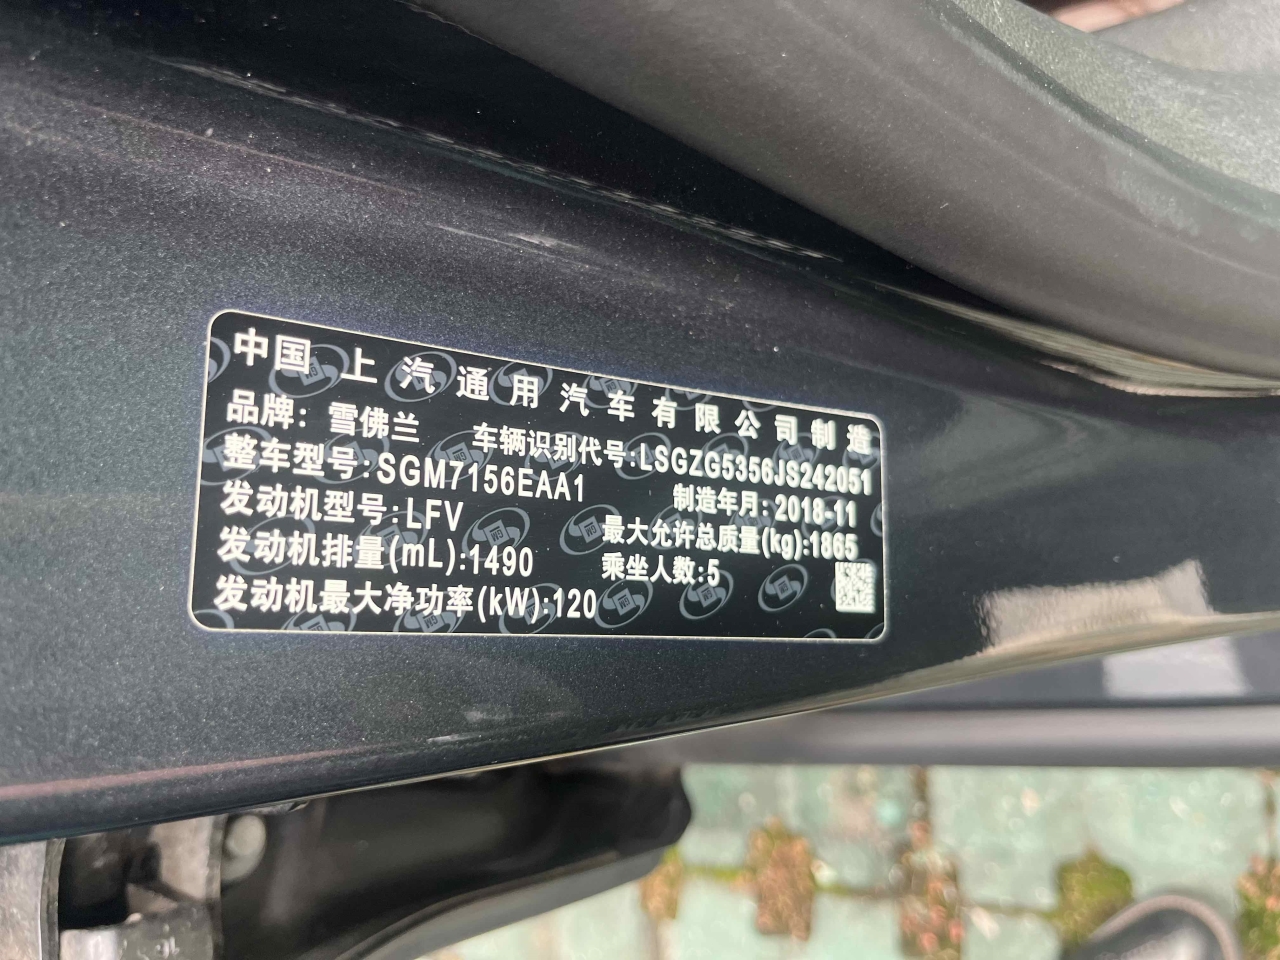 中国上汽通用汽车有限公司制造
品牌：雪佛兰 车辆识别代号:LSGZG5356JS242051
整车型号:SGM7156EAA1 制造年月:2018-11
发动机型号:LFV 最大允许总质量(kg):1865
发动机排量(mL):1490 乘坐人数:5
发动机最大净功率(kW):120